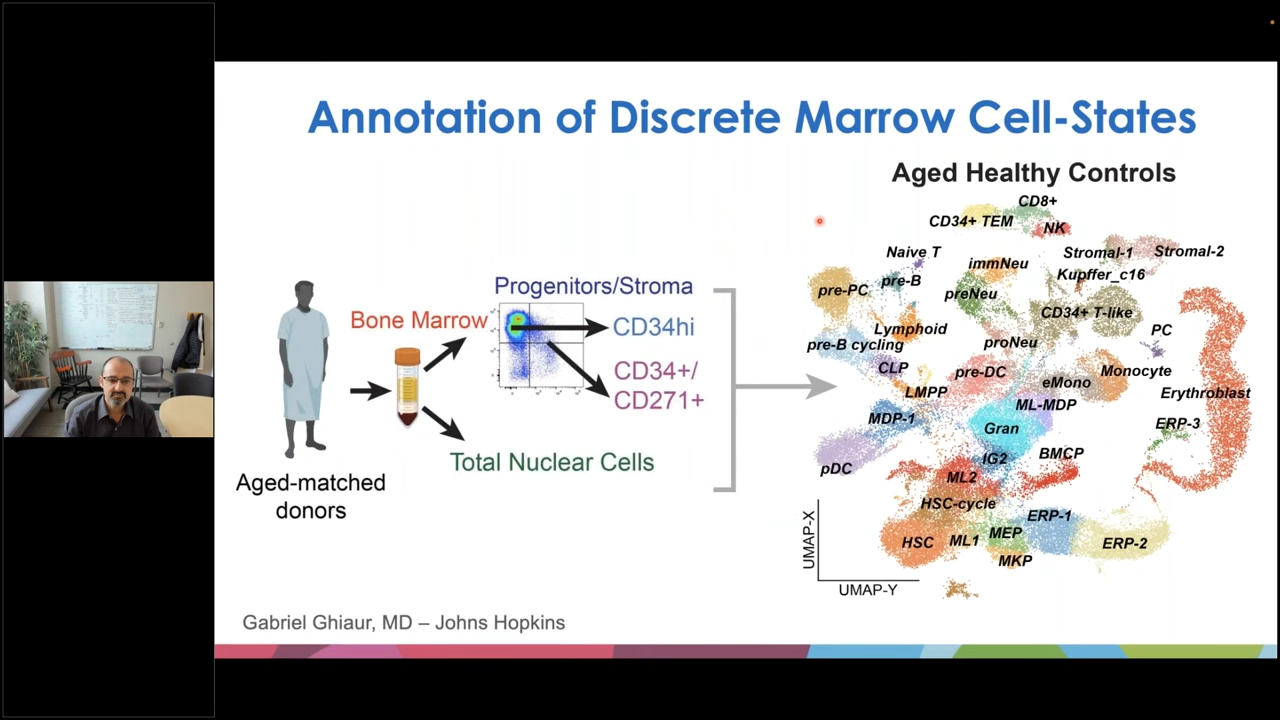 Annotation of Discrete Marrow Cell-States
Aged Healthy Controls
Aged-matched
donors
Bone Marrow
Progenitors/Stroma
CD34hi
CD34+/
CD271+
Total Nuclear Cells
CD8+
CD34+ TEM
NK
Naive T
immNeu
Stromal-1
Stromal-2
Kupffer_c16
pre-PC
pre-B
preNeu
CD34+ T-like
Lymphoid
pre-B cycling
proNeu
PC
CLP
pre-DC
eMono
Monocyte
LMPP
ML-MDP
Erythroblast
MDP-1
Gran
ERP-3
pDC
IG2
BMCP
ML2
HSC-cycle
ERP-1
HSC
ML1
MEP
ERP-2
MKP
UMAP-X
UMAP-Y
Gabriel Ghiaur, MD – Johns Hopkins